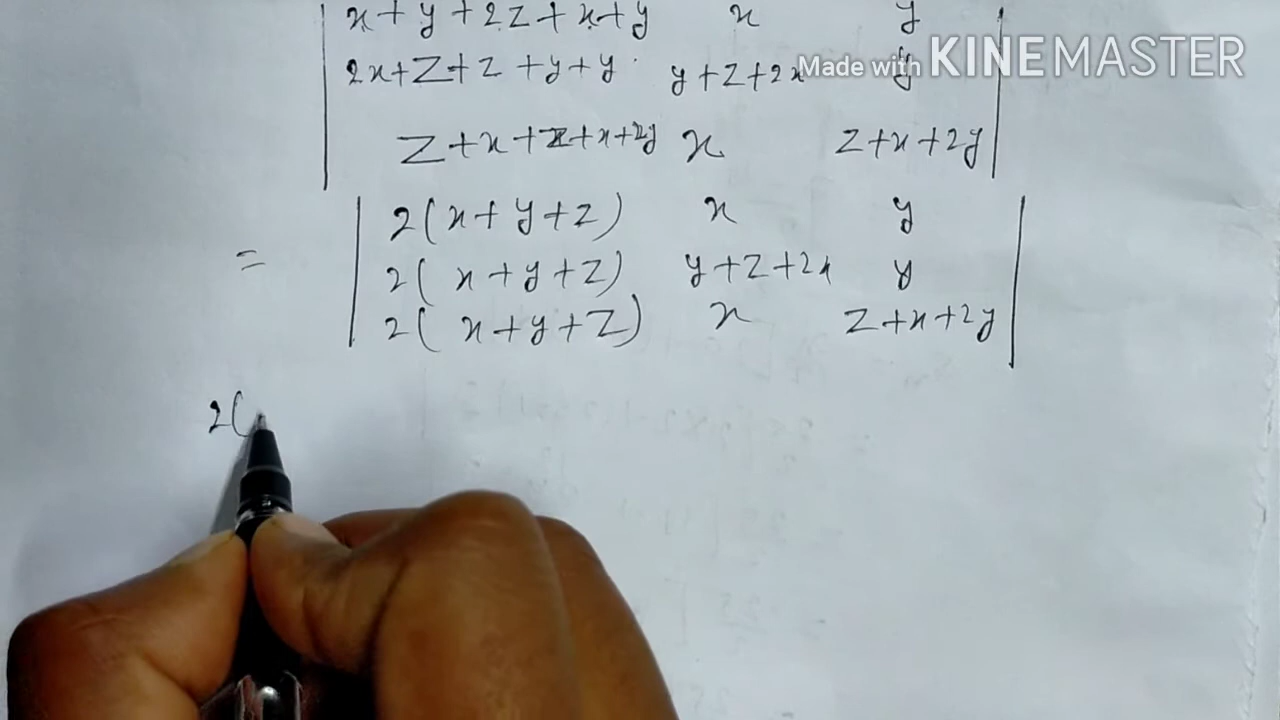 x+y+2z+x+y x y
2x+z+z+y+y y+z+2x y
Made with KINEMASTER
z+x+z+x+2y x z+x+2y
2(x+y+z) x y
= 2(x+y+z) y+z+2x y
2(x+y+z) x z+x+2y
2(